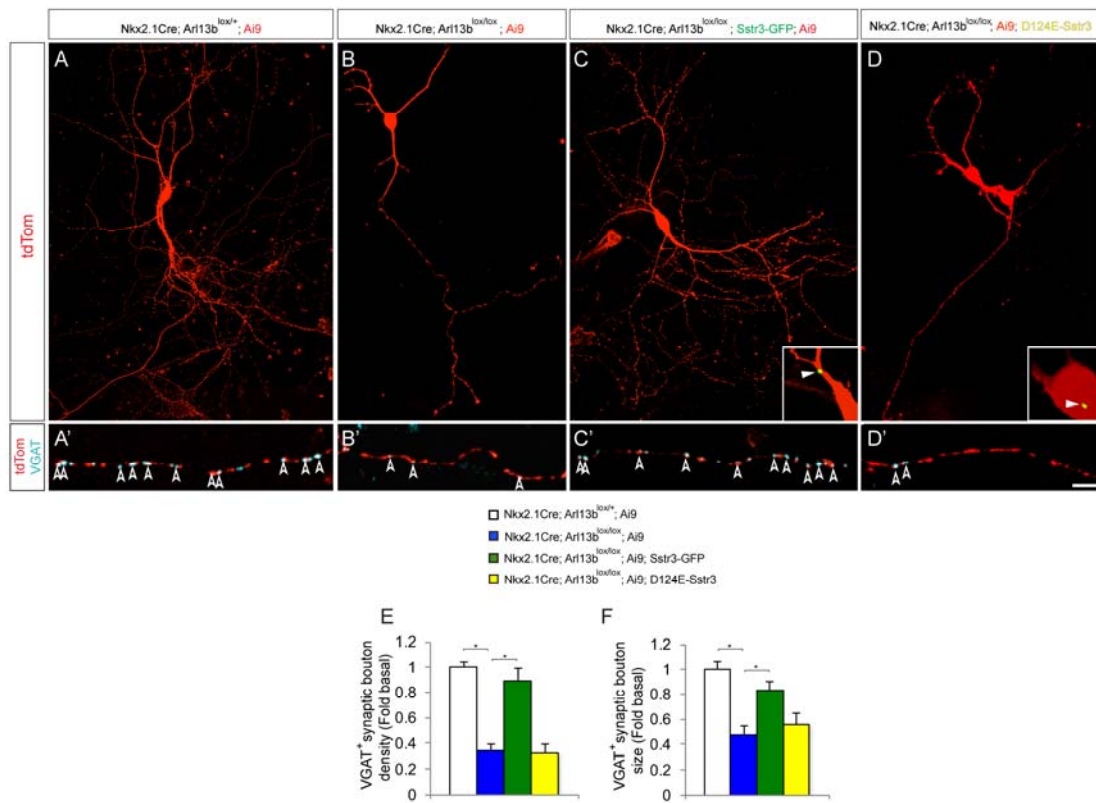 Nkx2.1Cre; Arl13b lox/+; Ai9
Nkx2.1Cre; Arl13b lox/lox; Ai9
Nkx2.1Cre; Arl13b lox/lox; Sstr3-GFP; Ai9
Nkx2.1Cre; Arl13b lox/lox; Ai9; D124E-Sstr3
tdTom
A
B
C
D
tdTom
VGAT
A'
B'
C'
D'
Nkx2.1Cre; Arl13b lox/+; Ai9
Nkx2.1Cre; Arl13b lox/lox; Ai9
Nkx2.1Cre; Arl13b lox/lox; Ai9; Sstr3-GFP
Nkx2.1Cre; Arl13b lox/lox; Ai9; D124E-Sstr3
E
VGAT+ synaptic bouton
density (Fold basal)
1.2
1
0.8
0.6
0.4
0.2
0
*
*
F
VGAT+ synaptic bouton
size (Fold basal)
1.2
1
0.8
0.6
0.4
0.2
0
*
*